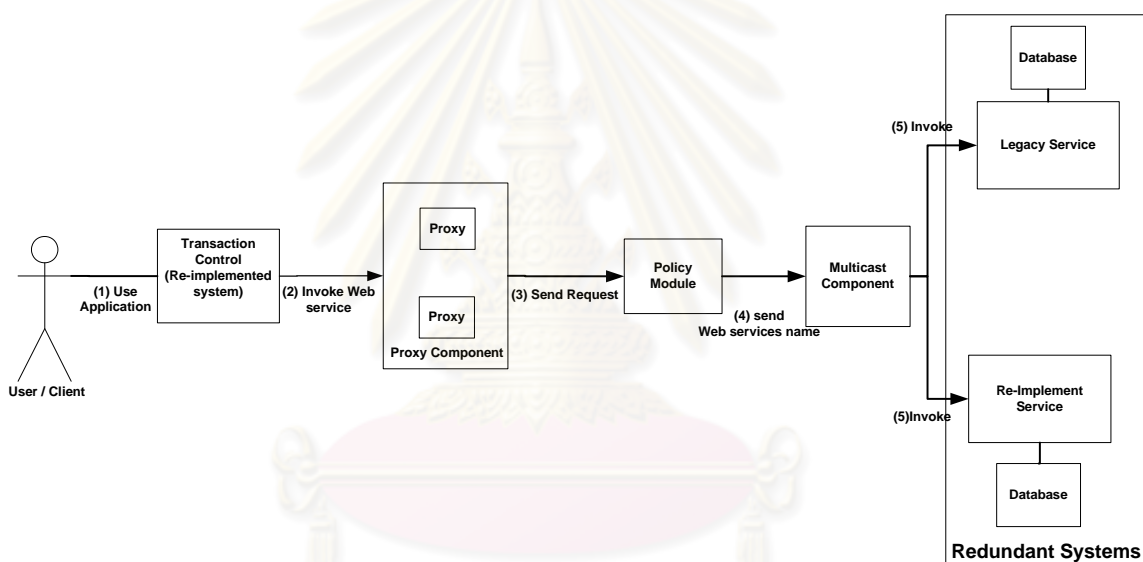 Database
(5) Invoke
Legacy Service
Transaction
Control
(Re-implemented
system)
Proxy
Policy
Module
Multicast
Component
(1) Use
Application
(2) Invoke Web
service
(3) Send Request
Proxy
(4) send
Web services name
Proxy Component
User / Client
Re-Implement
Service
(5)Invoke
Database
Redundant Systems